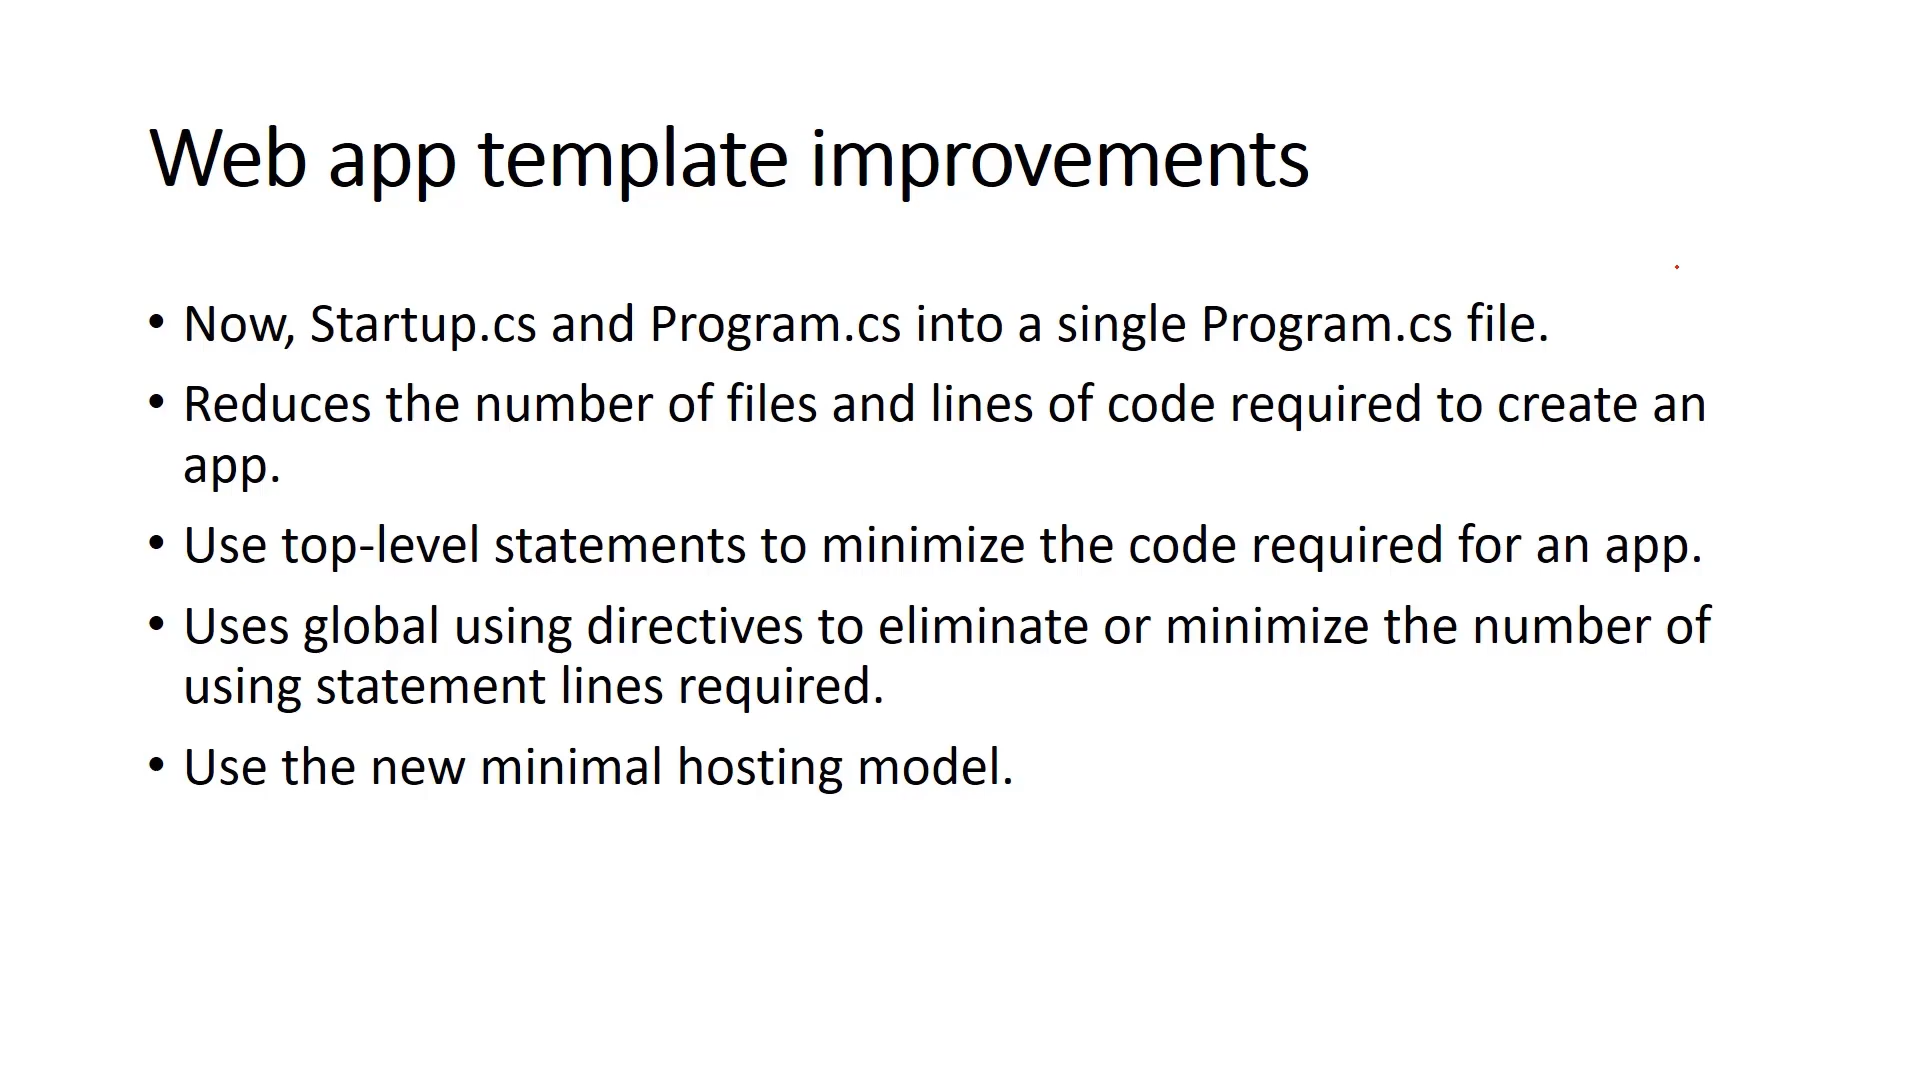 Web app template improvements
• Now, Startup.cs and Program.cs into a single Program.cs file.
• Reduces the number of files and lines of code required to create an
app.
• Use top-level statements to minimize the code required for an app.
• Uses global using directives to eliminate or minimize the number of
using statement lines required.
• Use the new minimal hosting model.